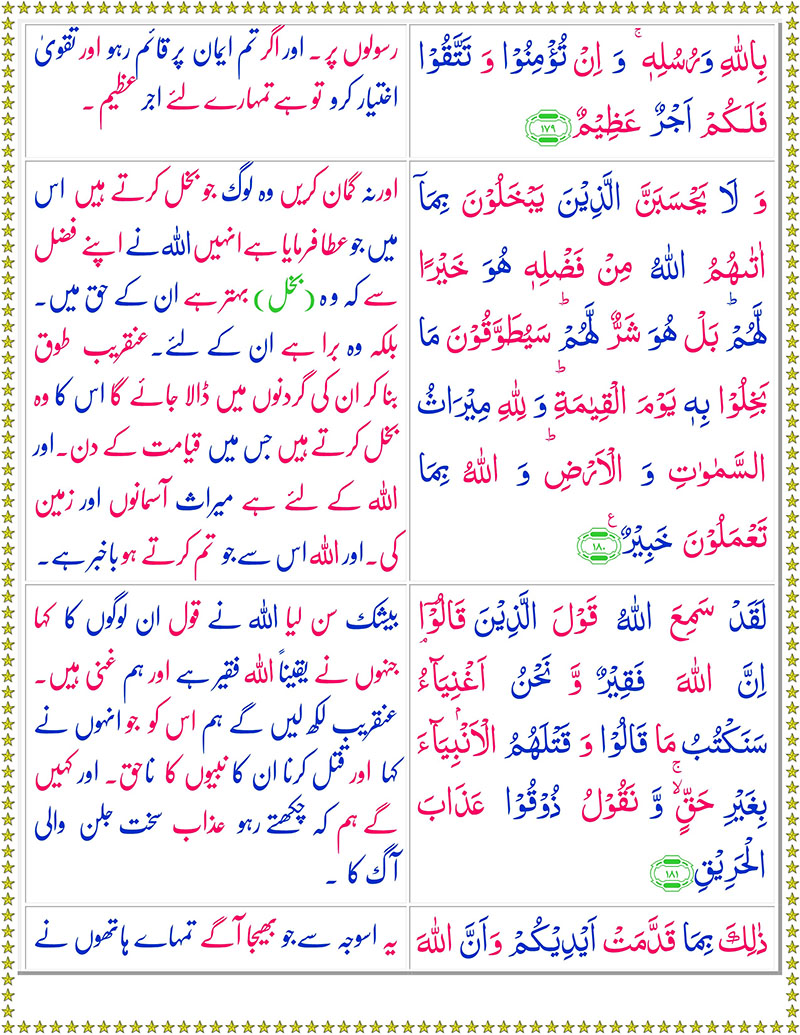 بِاللّٰهِ وَرُسُلِهٖ ۚ وَ اِنْ تُؤْمِنُوْا وَ تَتَّقُوْا
فَلَـكُمْ اَجْرٌ عَظِيْمٌ ۱۷۹
رسولوں پر ۔ اور اگر تم ایمان پر قائم رہو اور تقویٰ
اختیار کرو تو ہے تمہارے لئے اجر عظیم ۔
وَ لَا يَحْسَبَنَّ الَّذِيْنَ يَبْخَلُوْنَ بِمَاۤ
اٰتٰٮهُمُ اللّٰهُ مِنْ فَضْلِهٖ هُوَ خَيْرًا
لَّهُمْؕ بَلْ هُوَ شَرٌّ لَّهُمْؕ سَيُطَوَّقُوْنَ مَا
بَخِلُوْا بِهٖ يَوْمَ الْقِيٰمَةِؕ وَ لِلّٰهِ مِيْرَاثُ
السَّمٰوٰتِ وَ الْاَرْضِؕ وَ اللّٰهُ بِمَا
تَعْمَلُوْنَ خَبِيْرٌ ۱۸۰ ع
اورنہ گمان کریں وہ لوگ جو بخل کرتے ہیں اس
میں جو عطا فرمایا ہے انہیں اللہ نے اپنے فضل
سے کہ وہ (بخل) بہتر ہے ان کے حق میں۔
بلکہ وہ برا ہے ان کے لئے۔ عنقریب طوق
بنا کر ان کی گردنوں میں ڈالا جائے گا اس کا وہ
بخل کرتے ہیں جس میں قیامت کے دن۔ اور
اللہ کے لئے ہے میراث آسمانوں اور زمین
کی۔ اور اللہ اس سے جو تم کرتے ہو باخبر ہے۔
لَقَدْ سَمِعَ اللّٰهُ قَوْلَ الَّذِيْنَ قَالُوْۤا
اِنَّ اللّٰهَ فَقِيْرٌ وَّ نَحْنُ اَغْنِيَآءُۘ
سَنَكْتُبُ مَا قَالُوْا وَ قَتْلَهُمُ الْاَنْۢبِيَآءَ
بِغَيْرِ حَقٍّۙۚ وَّ نَقُوْلُ ذُوْقُوْا عَذَابَ
الْحَرِيْقِ ۱۸۱
بیشک سن لیا اللہ نے قول ان لوگوں کا کہا
جنہوں نے یقیناً اللہ فقیر ہے اور ہم غنی ہیں۔
عنقریب لکھ لیں گے ہم اس کو جو انہوں نے
کہا اور قتل کرنا ان کا نبیوں کا ناحق۔ اور کہیں
گے ہم کہ چکھتے رہو عذاب سخت جلن والی
آگ کا ۔
ذٰ لِكَ بِمَا قَدَّمَتْ اَيْدِيْكُمْ وَاَنَّ اللّٰهَ
یہ اسوجہ سے جو بھیجا آگے تمہاے ہاتھوں نے